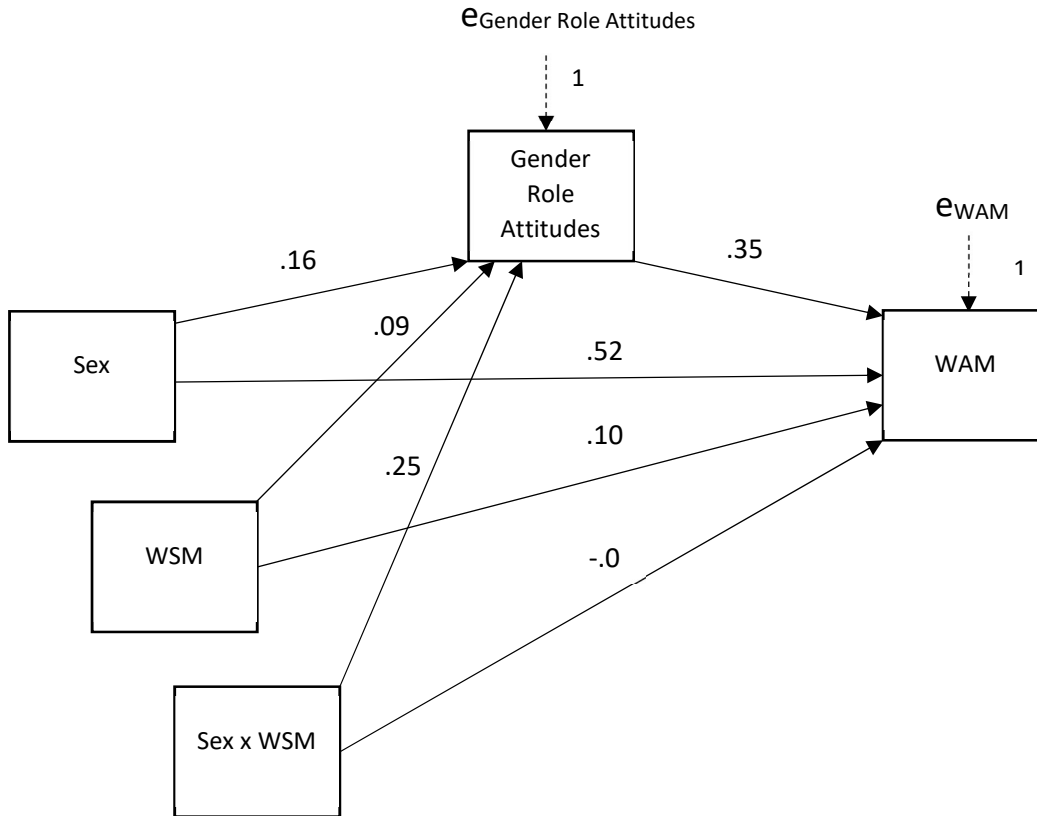 eGender Role Attitudes
1
Gender
Role
Attitudes
eWAM
1
.16
.35
.09
Sex
.52
WAM
.10
.25
WSM
-.0
Sex x WSM